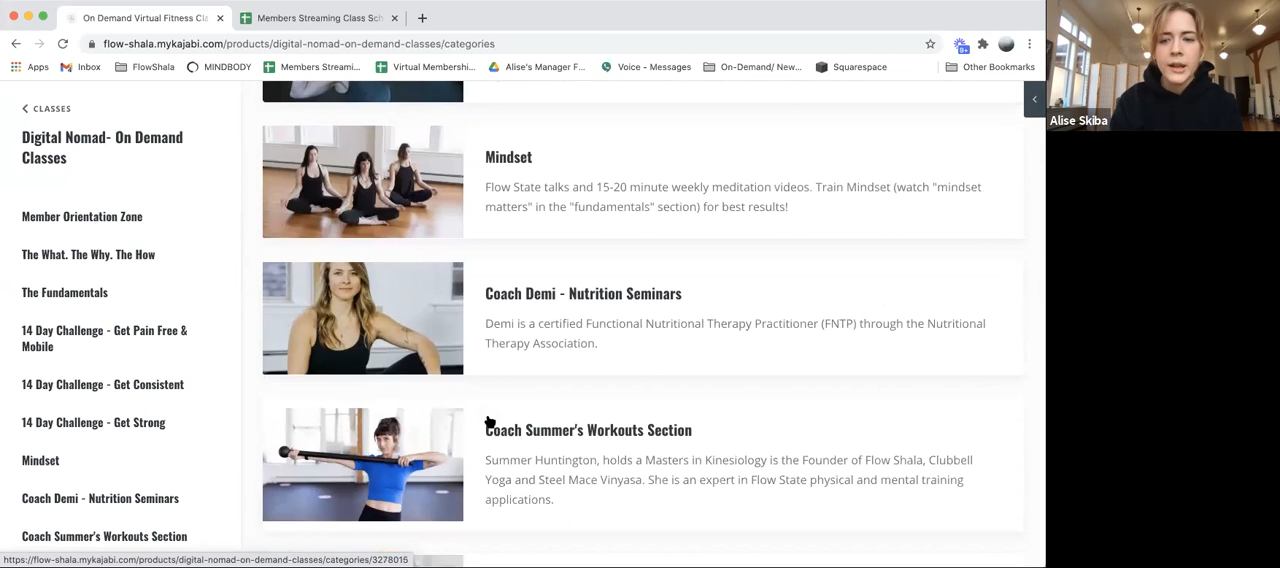 On Demand Virtual Fitness Cla
Members Streaming Class Sch
flow-shala.mykajabi.com/products/digital-nomad-on-demand-classes/categories
9+
Apps Inbox FlowShala MINDBODY Members Streami... Virtual Membershi... Alise's Manager F... Voice - Messages On-Demand/ New... Squarespace Other Bookmarks
CLASSES
Digital Nomad- On Demand
Classes
Member Orientation Zone
The What. The Why. The How
The Fundamentals
14 Day Challenge - Get Pain Free &
Mobile
14 Day Challenge - Get Consistent
14 Day Challenge - Get Strong
Mindset
Coach Demi - Nutrition Seminars
Coach Summer's Workouts Section
Mindset
Flow State talks and 15-20 minute weekly meditation videos. Train Mindset (watch "mindset
matters" in the "fundamentals" section) for best results!
Coach Demi - Nutrition Seminars
Demi is a certified Functional Nutritional Therapy Practitioner (FNTP) through the Nutritional
Therapy Association.
Coach Summer's Workouts Section
Summer Huntington, holds a Masters in Kinesiology is the Founder of Flow Shala, Clubbell
Yoga and Steel Mace Vinyasa. She is an expert in Flow State physical and mental training
applications.
https://flow-shala.mykajabi.com/products/digital-nomad-on-demand-classes/categories/3278015
Alise Skiba